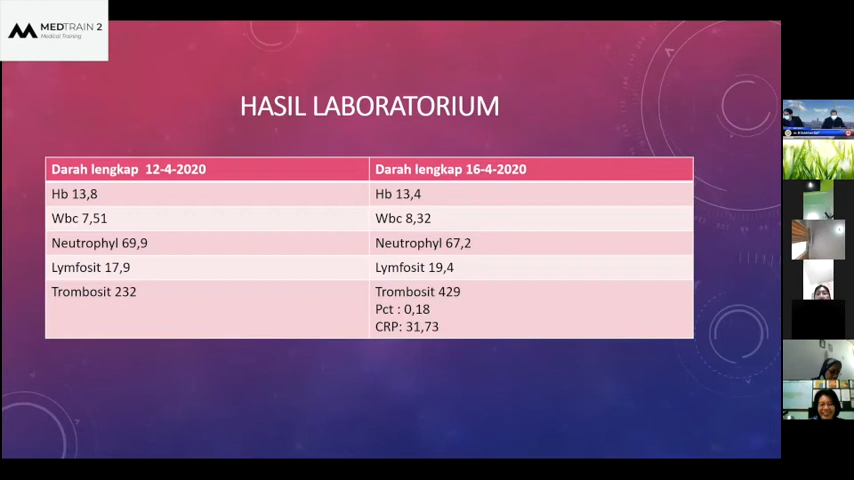 MEDTRAIN 2
Medical Training
HASIL LABORATORIUM
Darah lengkap 12-4-2020
Darah lengkap 16-4-2020
Hb 13,8
Hb 13,4
Wbc 7,51
Wbc 8,32
Neutrophyl 69,9
Neutrophyl 67,2
Lymfosit 17,9
Lymfosit 19,4
Trombosit 232
Trombosit 429
Pct : 0,18
CRP: 31,73